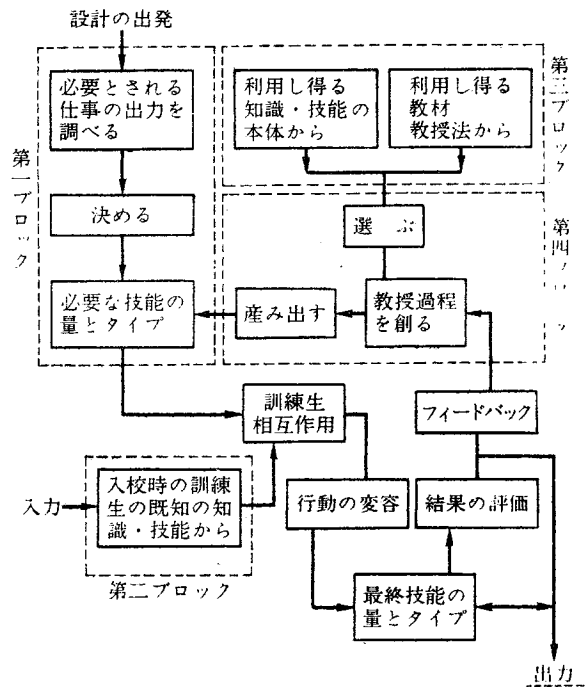 設計の出発
必要とされる
仕事の出力を
調べる
決める
必要な技能の
量とタイプ
第一ブロック
利用し得る
知識・技能の
本体から
利用し得る
教材
教授法から
第三ブロック
選ぶ
産み出す
教授過程
を創る
第四
訓練生
相互作用
フィードバック
入力
入校時の訓練
生の既知の知
識・技能から
第二ブロック
行動の変容
結果の評価
最終技能の
量とタイプ
出力